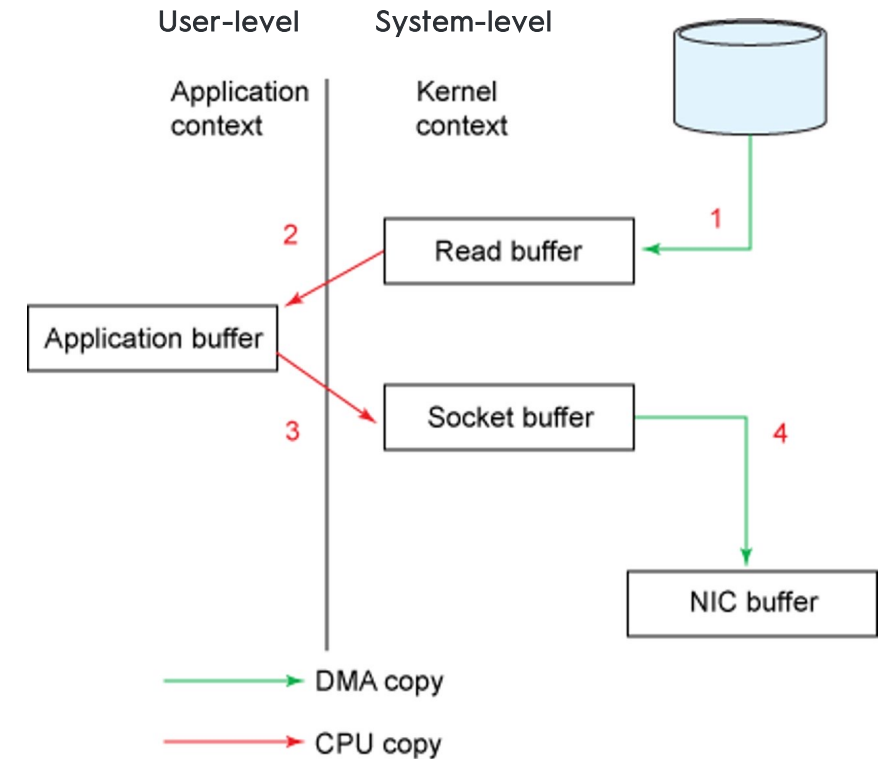 User-level
System-level
Application
context
Kernel
context
1
2
Read buffer
Application buffer
Socket buffer
3
4
NIC buffer
DMA copy
CPU copy